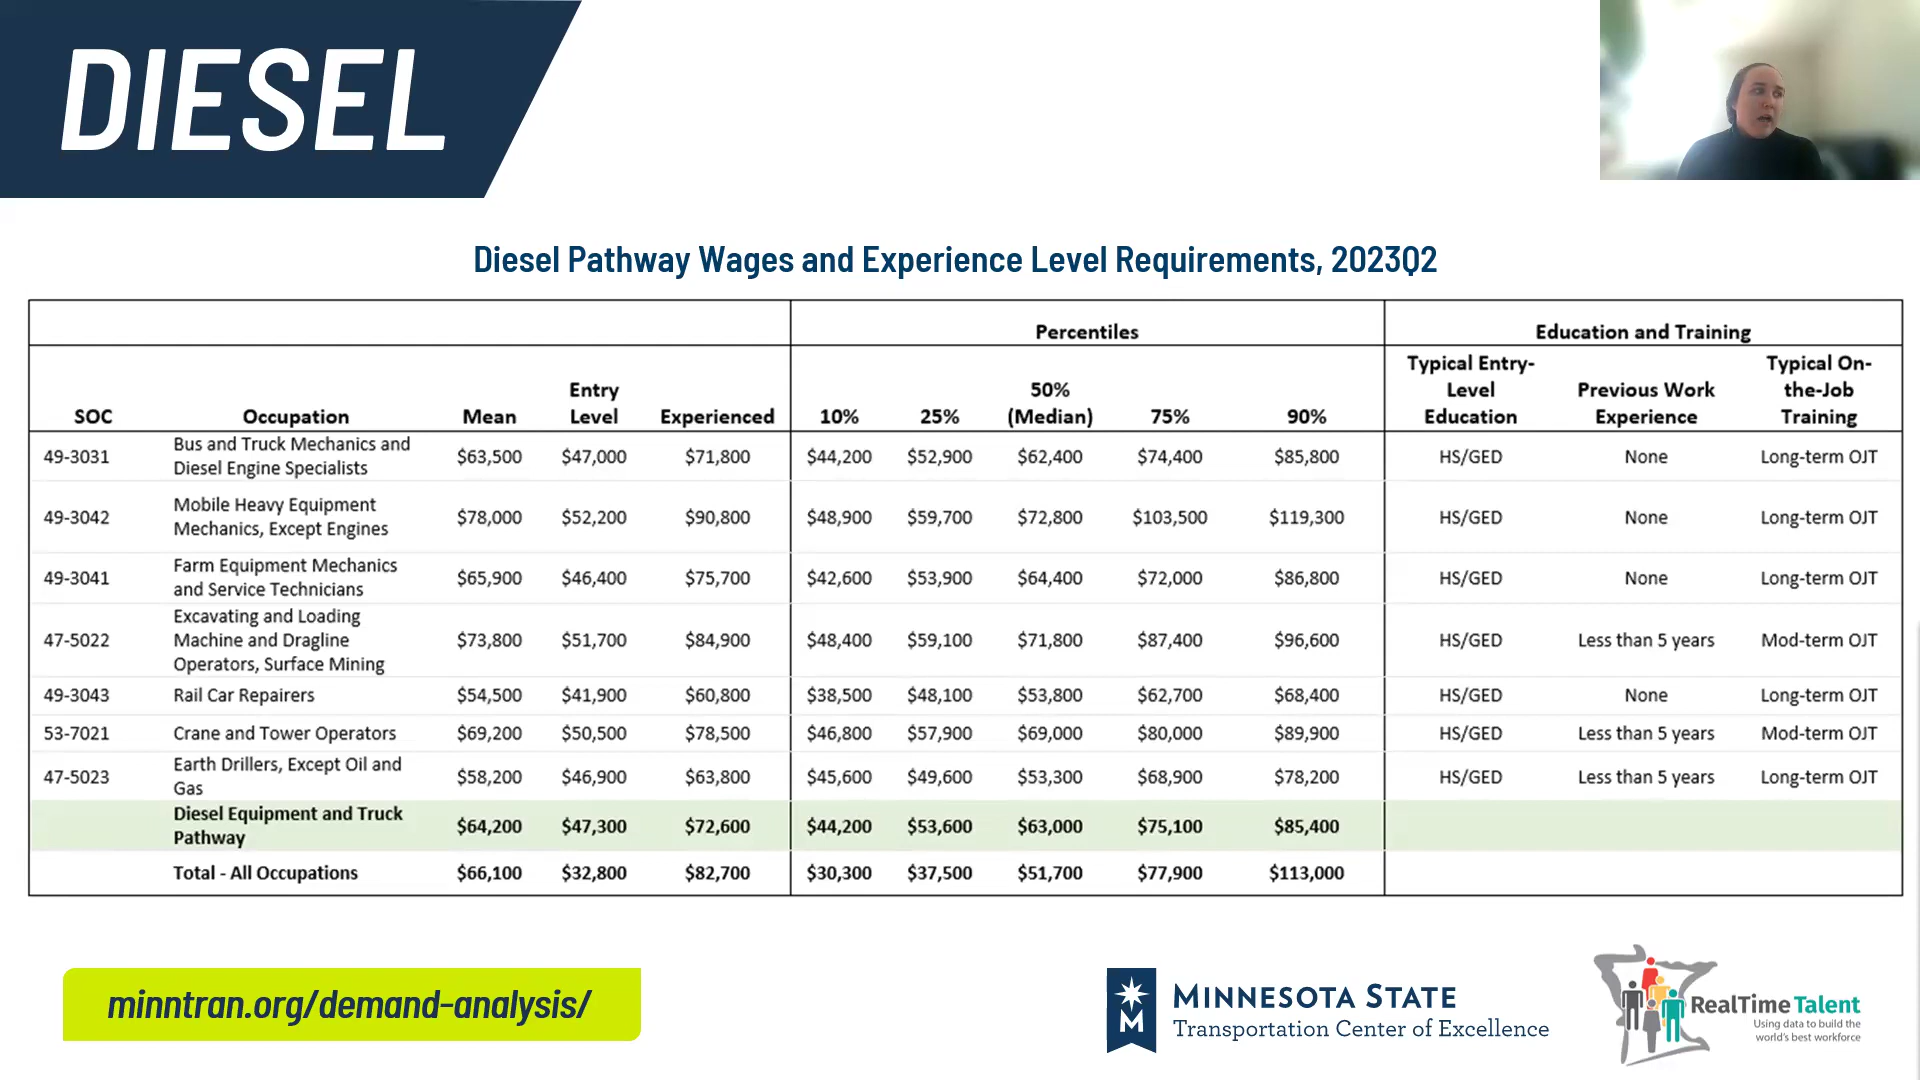 DIESEL
Diesel Pathway Wages and Experience Level Requirements, 2023Q2
Percentiles Education and Training
SOC Occupation Mean Entry Level Experienced 10% 25% 50% (Median) 75% 90% Typical Entry-Level Education Previous Work Experience Typical On-the-Job Training
49-3031 Bus and Truck Mechanics and Diesel Engine Specialists $63,500 $47,000 $71,800 $44,200 $52,900 $62,400 $74,400 $85,800 HS/GED None Long-term OJT
49-3042 Mobile Heavy Equipment Mechanics, Except Engines $78,000 $52,200 $90,800 $48,900 $59,700 $72,800 $103,500 $119,300 HS/GED None Long-term OJT
49-3041 Farm Equipment Mechanics and Service Technicians $65,900 $46,400 $75,700 $42,600 $53,900 $64,400 $72,000 $86,800 HS/GED None Long-term OJT
47-5022 Excavating and Loading Machine and Dragline Operators, Surface Mining $73,800 $51,700 $84,900 $48,400 $59,100 $71,800 $87,400 $96,600 HS/GED Less than 5 years Mod-term OJT
49-3043 Rail Car Repairers $54,500 $41,900 $60,800 $38,500 $48,100 $53,800 $62,700 $68,400 HS/GED None Long-term OJT
53-7021 Crane and Tower Operators $69,200 $50,500 $78,500 $46,800 $57,900 $69,000 $80,000 $89,900 HS/GED Less than 5 years Mod-term OJT
47-5023 Earth Drillers, Except Oil and Gas $58,200 $46,900 $63,800 $45,600 $49,600 $53,300 $68,900 $78,200 HS/GED Less than 5 years Long-term OJT
Diesel Equipment and Truck Pathway $64,200 $47,300 $72,600 $44,200 $53,600 $63,000 $75,100 $85,400
Total - All Occupations $66,100 $32,800 $82,700 $30,300 $37,500 $51,700 $77,900 $113,000
minntran.org/demand-analysis/
M
MINNESOTA STATE
Transportation Center of Excellence
RealTime Talent
Using data to build the
world's best workforce